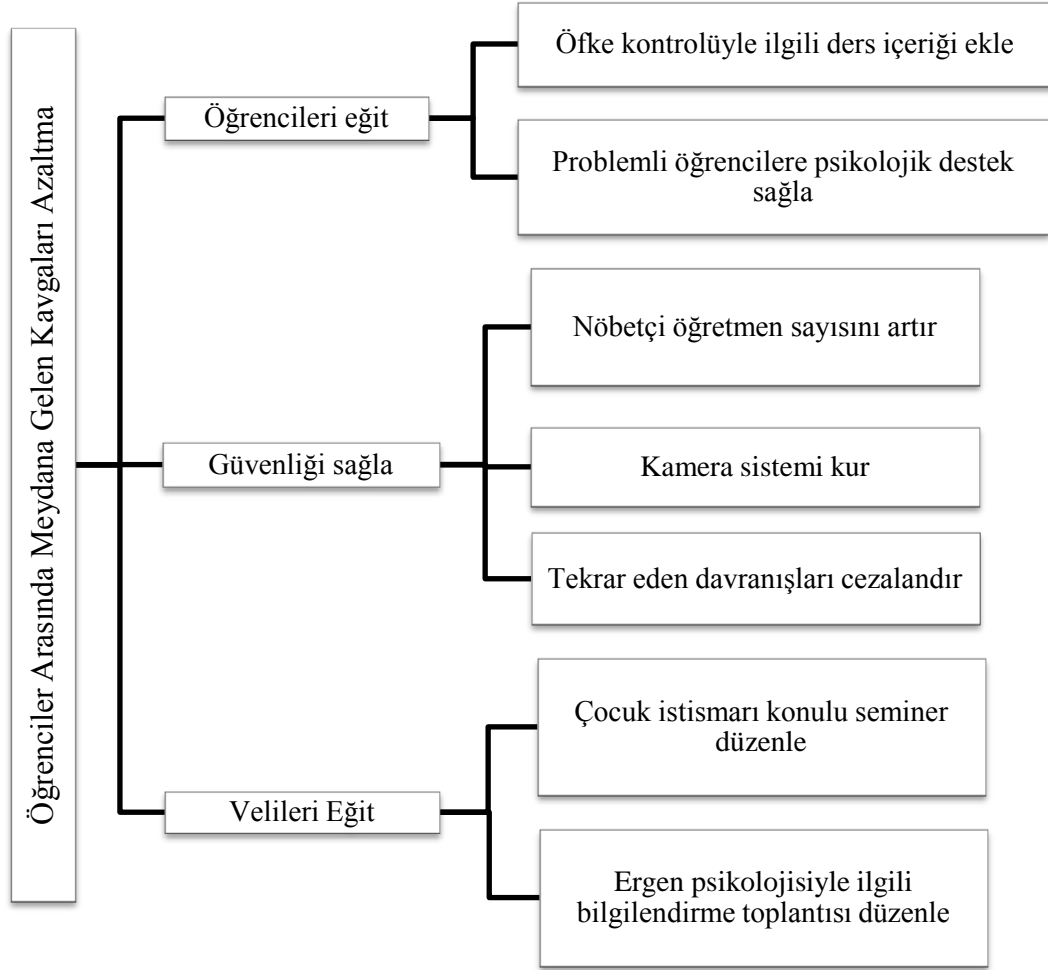 Öğrenciler Arasında Meydana Gelen Kavgaları Azaltma
Öğrencileri eğit
Öfke kontrolüyle ilgili ders içeriği ekle
Problemli öğrencilere psikolojik destek
sağla
Güvenliği sağla
Nöbetçi öğretmen sayısını artır
Kamera sistemi kur
Tekrar eden davranışları cezalandır
Velileri Eğit
Çocuk istismarı konulu seminer
düzenle
Ergen psikolojisiyle ilgili
bilgilendirme toplantısı düzenle